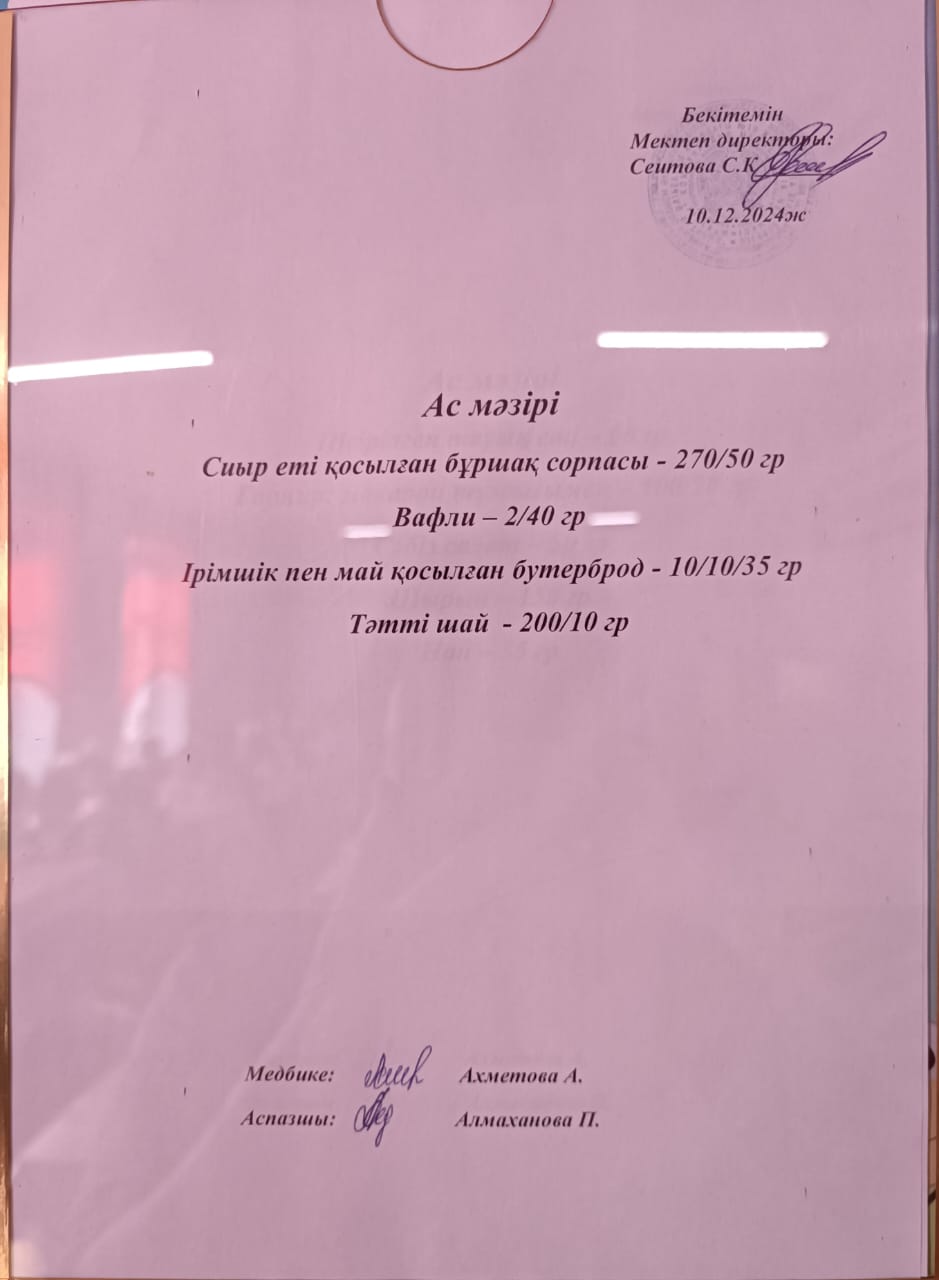 Бекітемін
Мектеп директоры:
Сеитова С.Қ
10.12.2024ж
Ас мәзірі
Сиыр еті қосылған бұршақ сорпасы - 270/50 гр
Вафли – 2/40 гр
Ірімшік пен май қосылған бутерброд - 10/10/35 гр
Тәтті шай - 200/10 гр
Медбике: Ахметова А.
Аспазшы: Алмаханова П.